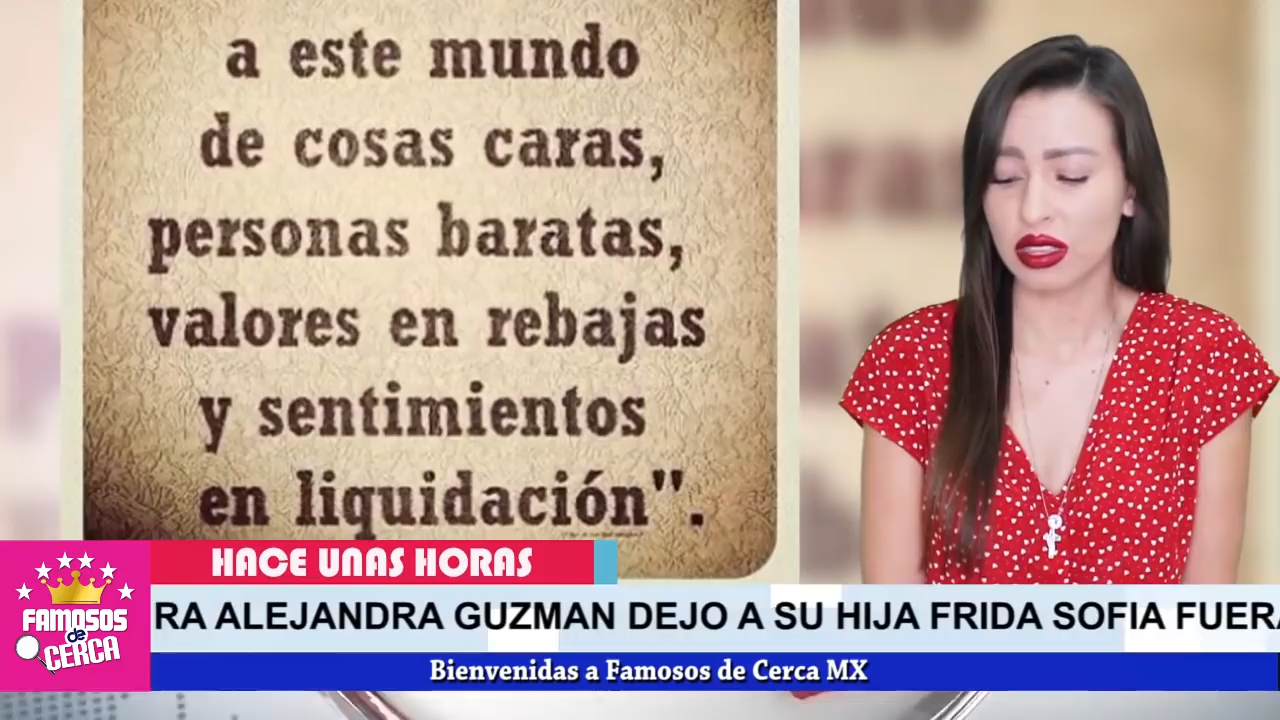 a este mundo
de cosas caras,
personas baratas,
valores en rebajas
y sentimientos
en liquidación".
HACE UNAS HORAS
FAMOSOS
de
CERCA
RA ALEJANDRA GUZMAN DEJO A SU HIJA FRIDA SOFIA FUERA
Bienvenidas a Famosos de Cerca MX